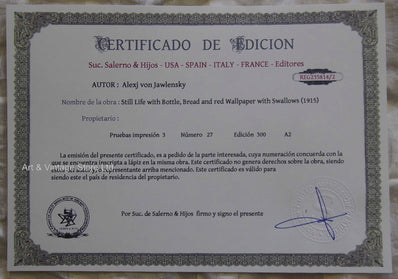 CERTIFICADO DE EDICION
Suc. Salerno & Hijos - USA - SPAIN - ITALY - FRANCE - Editores
REG255814/2
AUTOR : Alexj von Jawlensky
Nombre de la obra : Still Life with Bottle, Bread and red Wallpaper with Swallows (1915)
Propietario :
Pruebas impresión 3 Número 27 Edición 300 A2
La emisión del presente certificado, es a pedido de la parte interesada, cuya numeración concuerda con la
que se encuentra inscripta a lápiz en la misma obra. Este certificado no genera derechos sobre la obra, siendo
representante arriba mencionado. Este certificado es válido para
siendo este el país de residencia del propietario.
Art & Vintage
Por Suc. de Salerno & Hijos firmo y signo el presente